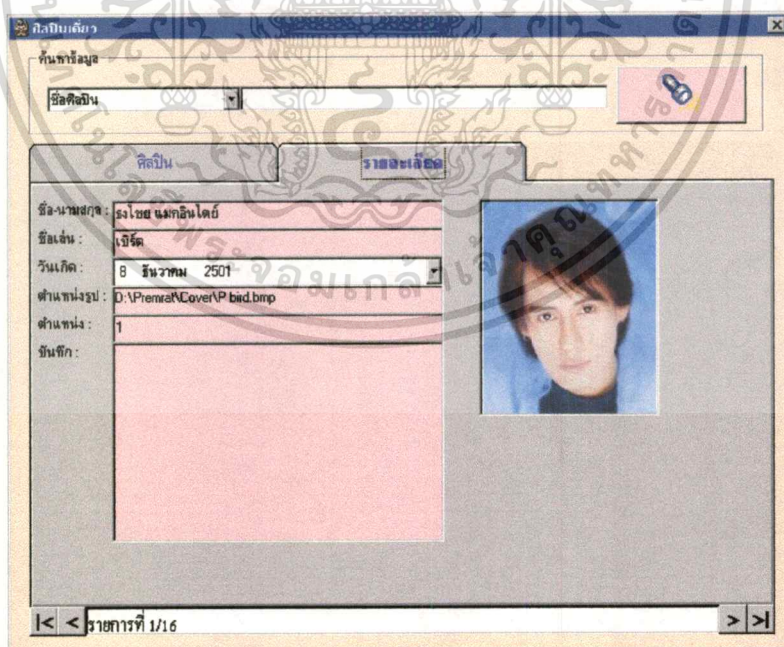 ศิลปินเดี่ยว
ค้นหาข้อมูล
ชื่อศิลปิน
ศิลปิน รายละเอียด
ชื่อ-นามสกุล : ธงไชย แมกอินไตย์
ชื่อเล่น : เบิร์ด
วันเกิด : 8 ธันวาคม 2501
ตำแหน่งรูป : D:\Premrat\Cover\P bird.bmp
ตำแหน่ง : 1
บันทึก :
|< < รายการที่ 1/16 > >|